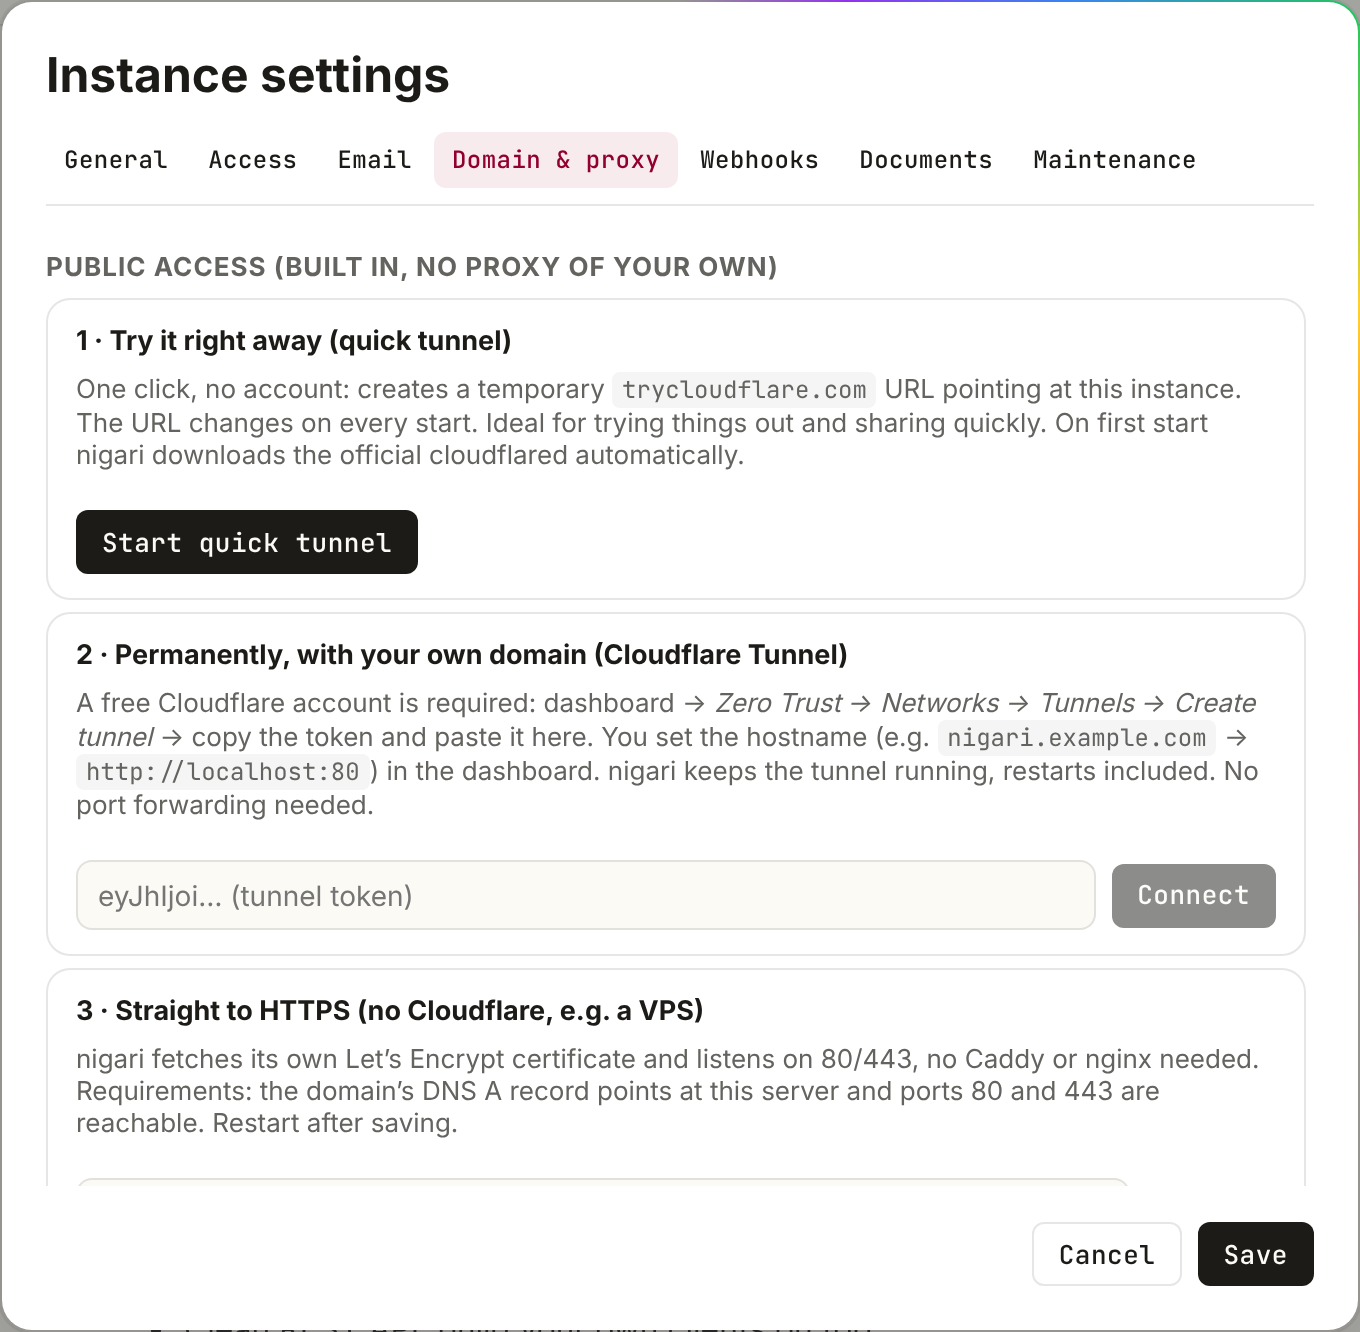 Instance settings
General Access Email Domain & proxy Webhooks Documents Maintenance
PUBLIC ACCESS (BUILT IN, NO PROXY OF YOUR OWN)
1 · Try it right away (quick tunnel)
One click, no account: creates a temporary trycloudflare.com URL pointing at this instance.
The URL changes on every start. Ideal for trying things out and sharing quickly. On first start
nigari downloads the official cloudflared automatically.
Start quick tunnel
2 · Permanently, with your own domain (Cloudflare Tunnel)
A free Cloudflare account is required: dashboard → Zero Trust → Networks → Tunnels → Create
tunnel → copy the token and paste it here. You set the hostname (e.g. nigari.example.com →
http://localhost:80 ) in the dashboard. nigari keeps the tunnel running, restarts included. No
port forwarding needed.
eyJhIjoi… (tunnel token)
Connect
3 · Straight to HTTPS (no Cloudflare, e.g. a VPS)
nigari fetches its own Let’s Encrypt certificate and listens on 80/443, no Caddy or nginx needed.
Requirements: the domain’s DNS A record points at this server and ports 80 and 443 are
reachable. Restart after saving.
Cancel
Save